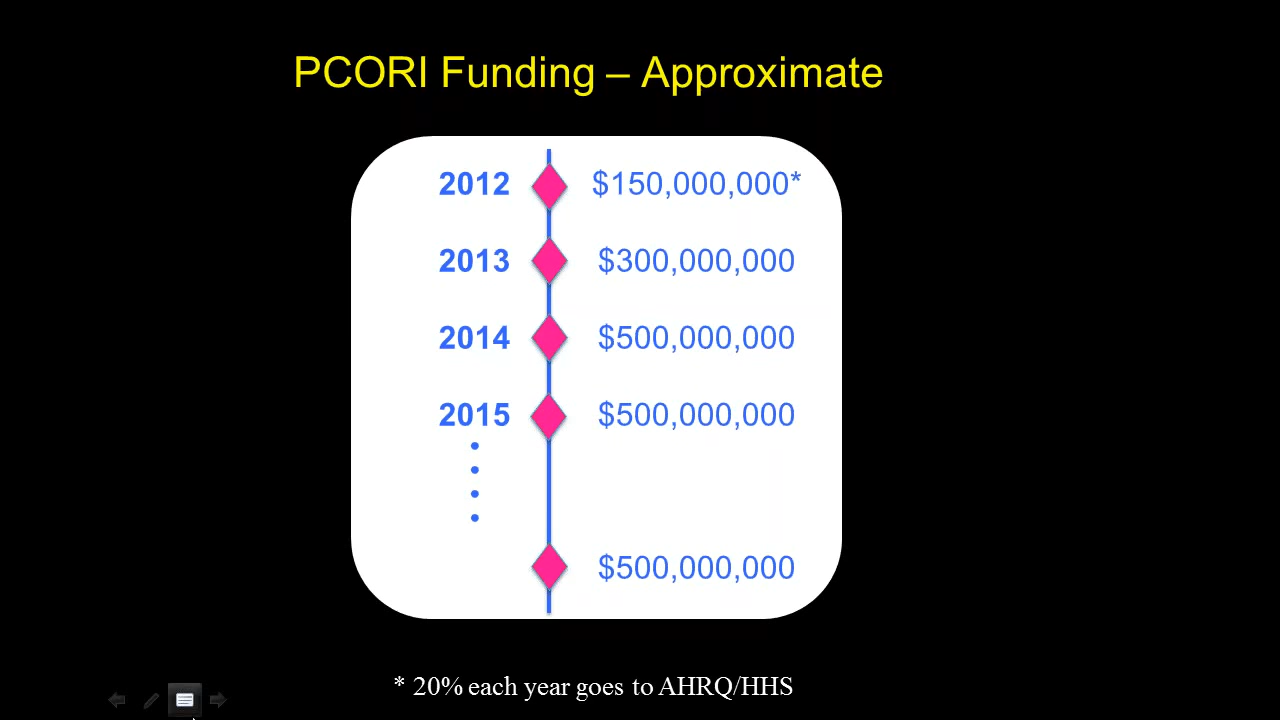 PCORI Funding – Approximate
2012 $150,000,000*
2013 $300,000,000
2014 $500,000,000
2015 $500,000,000
$500,000,000
* 20% each year goes to AHRQ/HHS